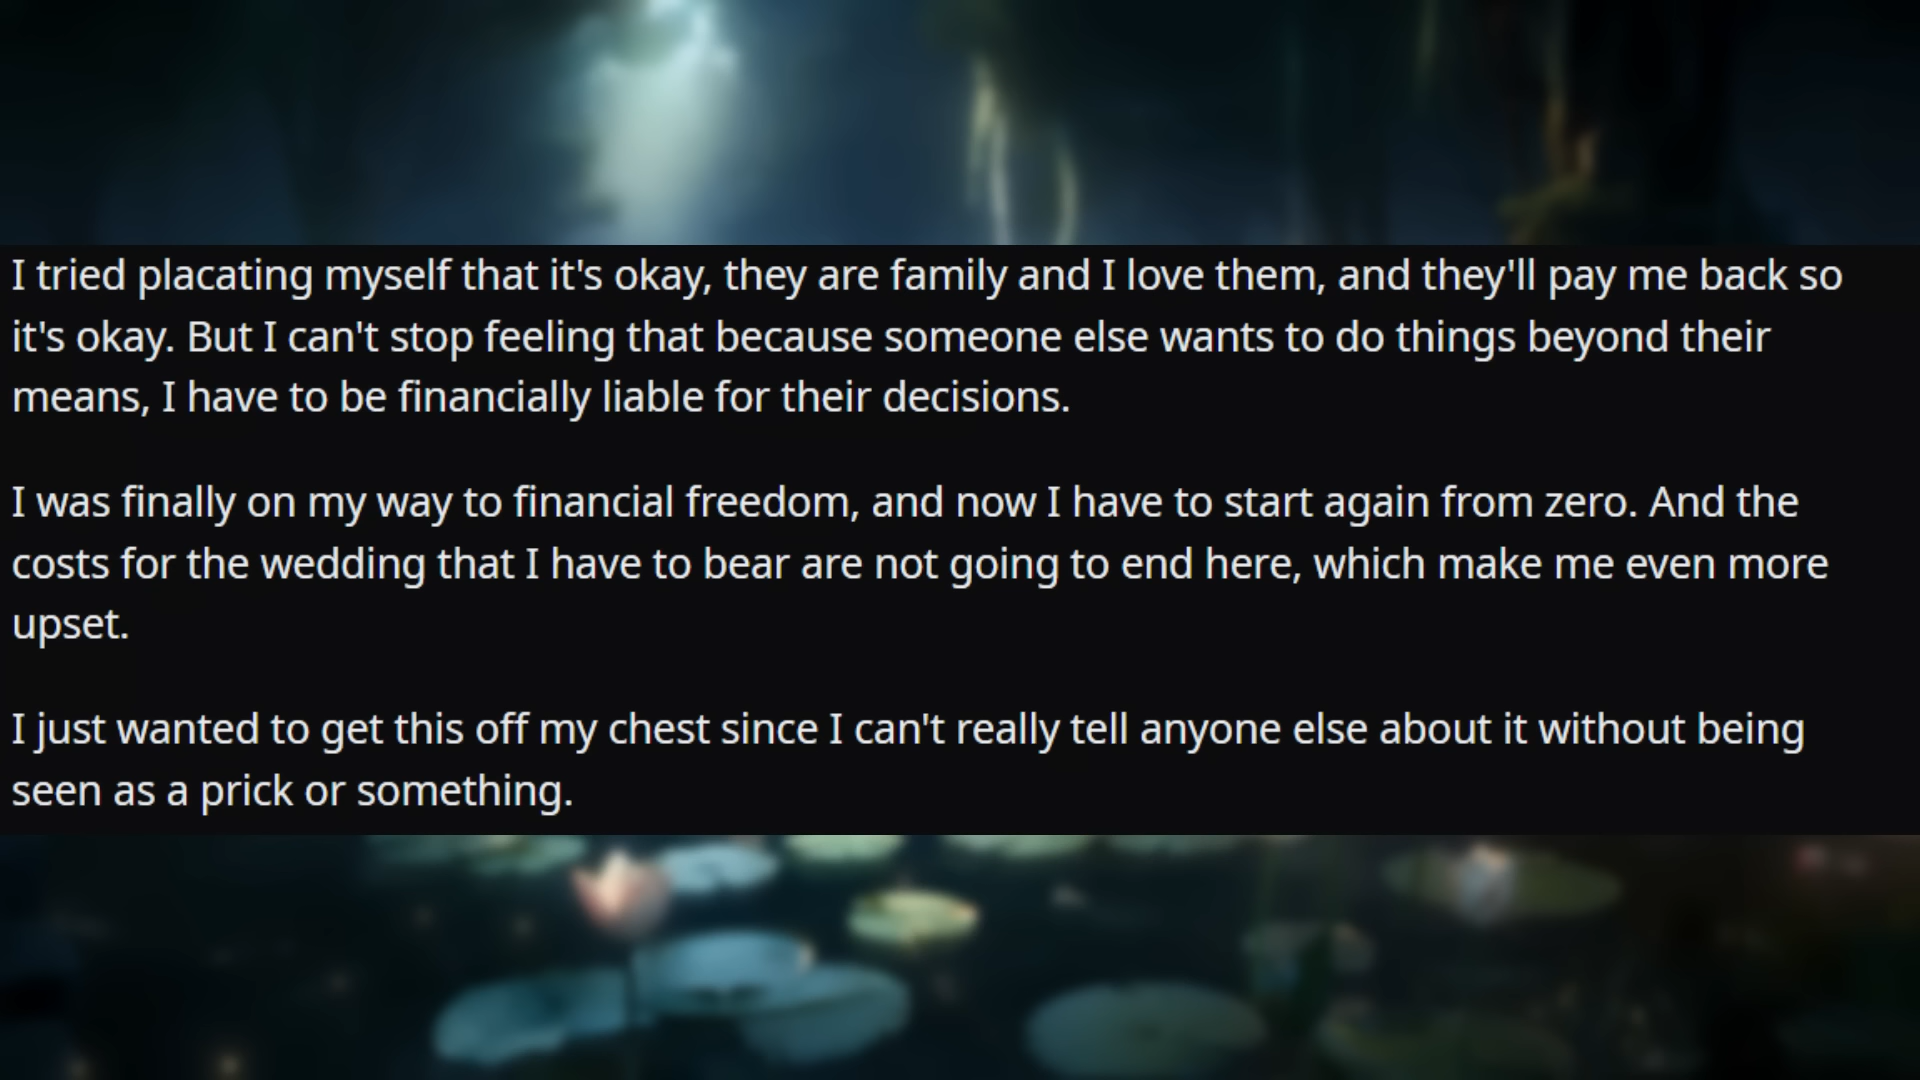 I tried placating myself that it's okay, they are family and I love them, and they'll pay me back so
it's okay. But I can't stop feeling that because someone else wants to do things beyond their
means, I have to be financially liable for their decisions.
I was finally on my way to financial freedom, and now I have to start again from zero. And the
costs for the wedding that I have to bear are not going to end here, which make me even more
upset.
I just wanted to get this off my chest since I can't really tell anyone else about it without being
seen as a prick or something.